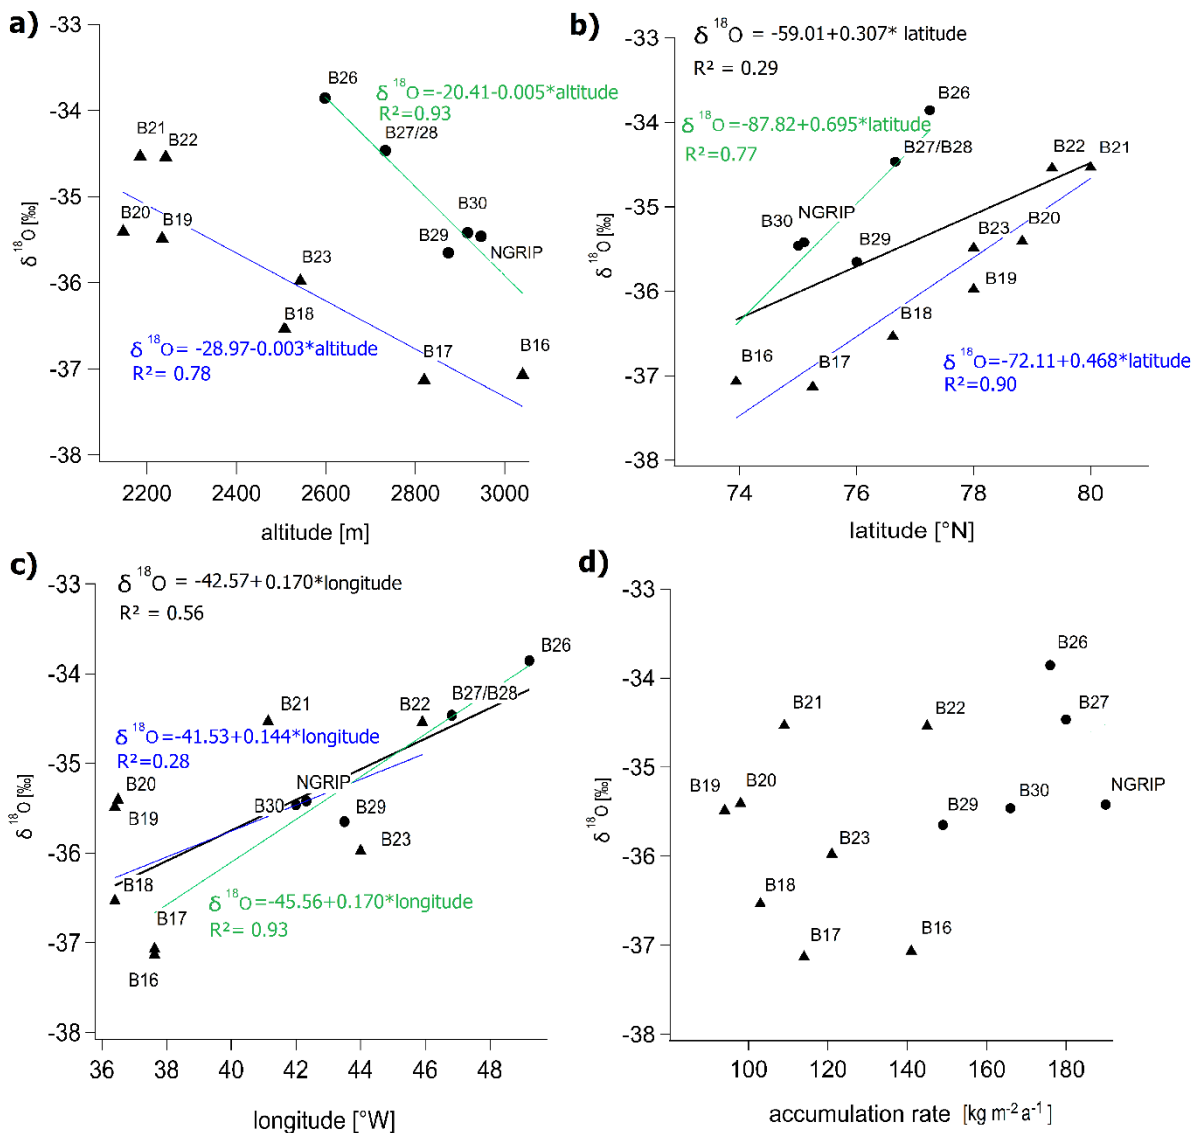 a)
δ ¹⁸O [‰]
-33
-34
-35
-36
-37
-38
B26
δ ¹⁸O=-20.41-0.005*altitude
R²=0.93
B21
B22
B27/28
B20
B19
B30
B29
NGRIP
B23
B18
δ ¹⁸O= -28.97-0.003*altitude
R²= 0.78
B17
B16
2200
2400
2600
2800
3000
altitude [m]
b)
δ ¹⁸O [‰]
-33
-34
-35
-36
-37
-38
δ ¹⁸O = -59.01+0.307* latitude
R² = 0.29
B26
δ ¹⁸O=-87.82+0.695*latitude
R²=0.77
B27/B28
B22
B21
B30
NGRIP
B29
B23
B20
B19
B18
B16
B17
δ ¹⁸O=-72.11+0.468*latitude
R²=0.90
74
76
78
80
latitude [°N]
c)
δ ¹⁸O [‰]
-33
-34
-35
-36
-37
-38
δ ¹⁸O = -42.57+0.170*longitude
R² = 0.56
B26
B21
B22
B27/B28
δ ¹⁸O=-41.53+0.144*longitude
R²=0.28
B20
B19
NGRIP
B30
B29
B23
B18
B17
δ ¹⁸O=-45.56+0.170*longitude
R²= 0.93
B16
36
38
40
42
44
46
48
longitude [°W]
d)
δ ¹⁸O [‰]
-33
-34
-35
-36
-37
-38
B26
B21
B22
B27
B19
B20
B29
B30
NGRIP
B23
B18
B17
B16
100
120
140
160
180
accumulation rate [kg m⁻² a⁻¹]